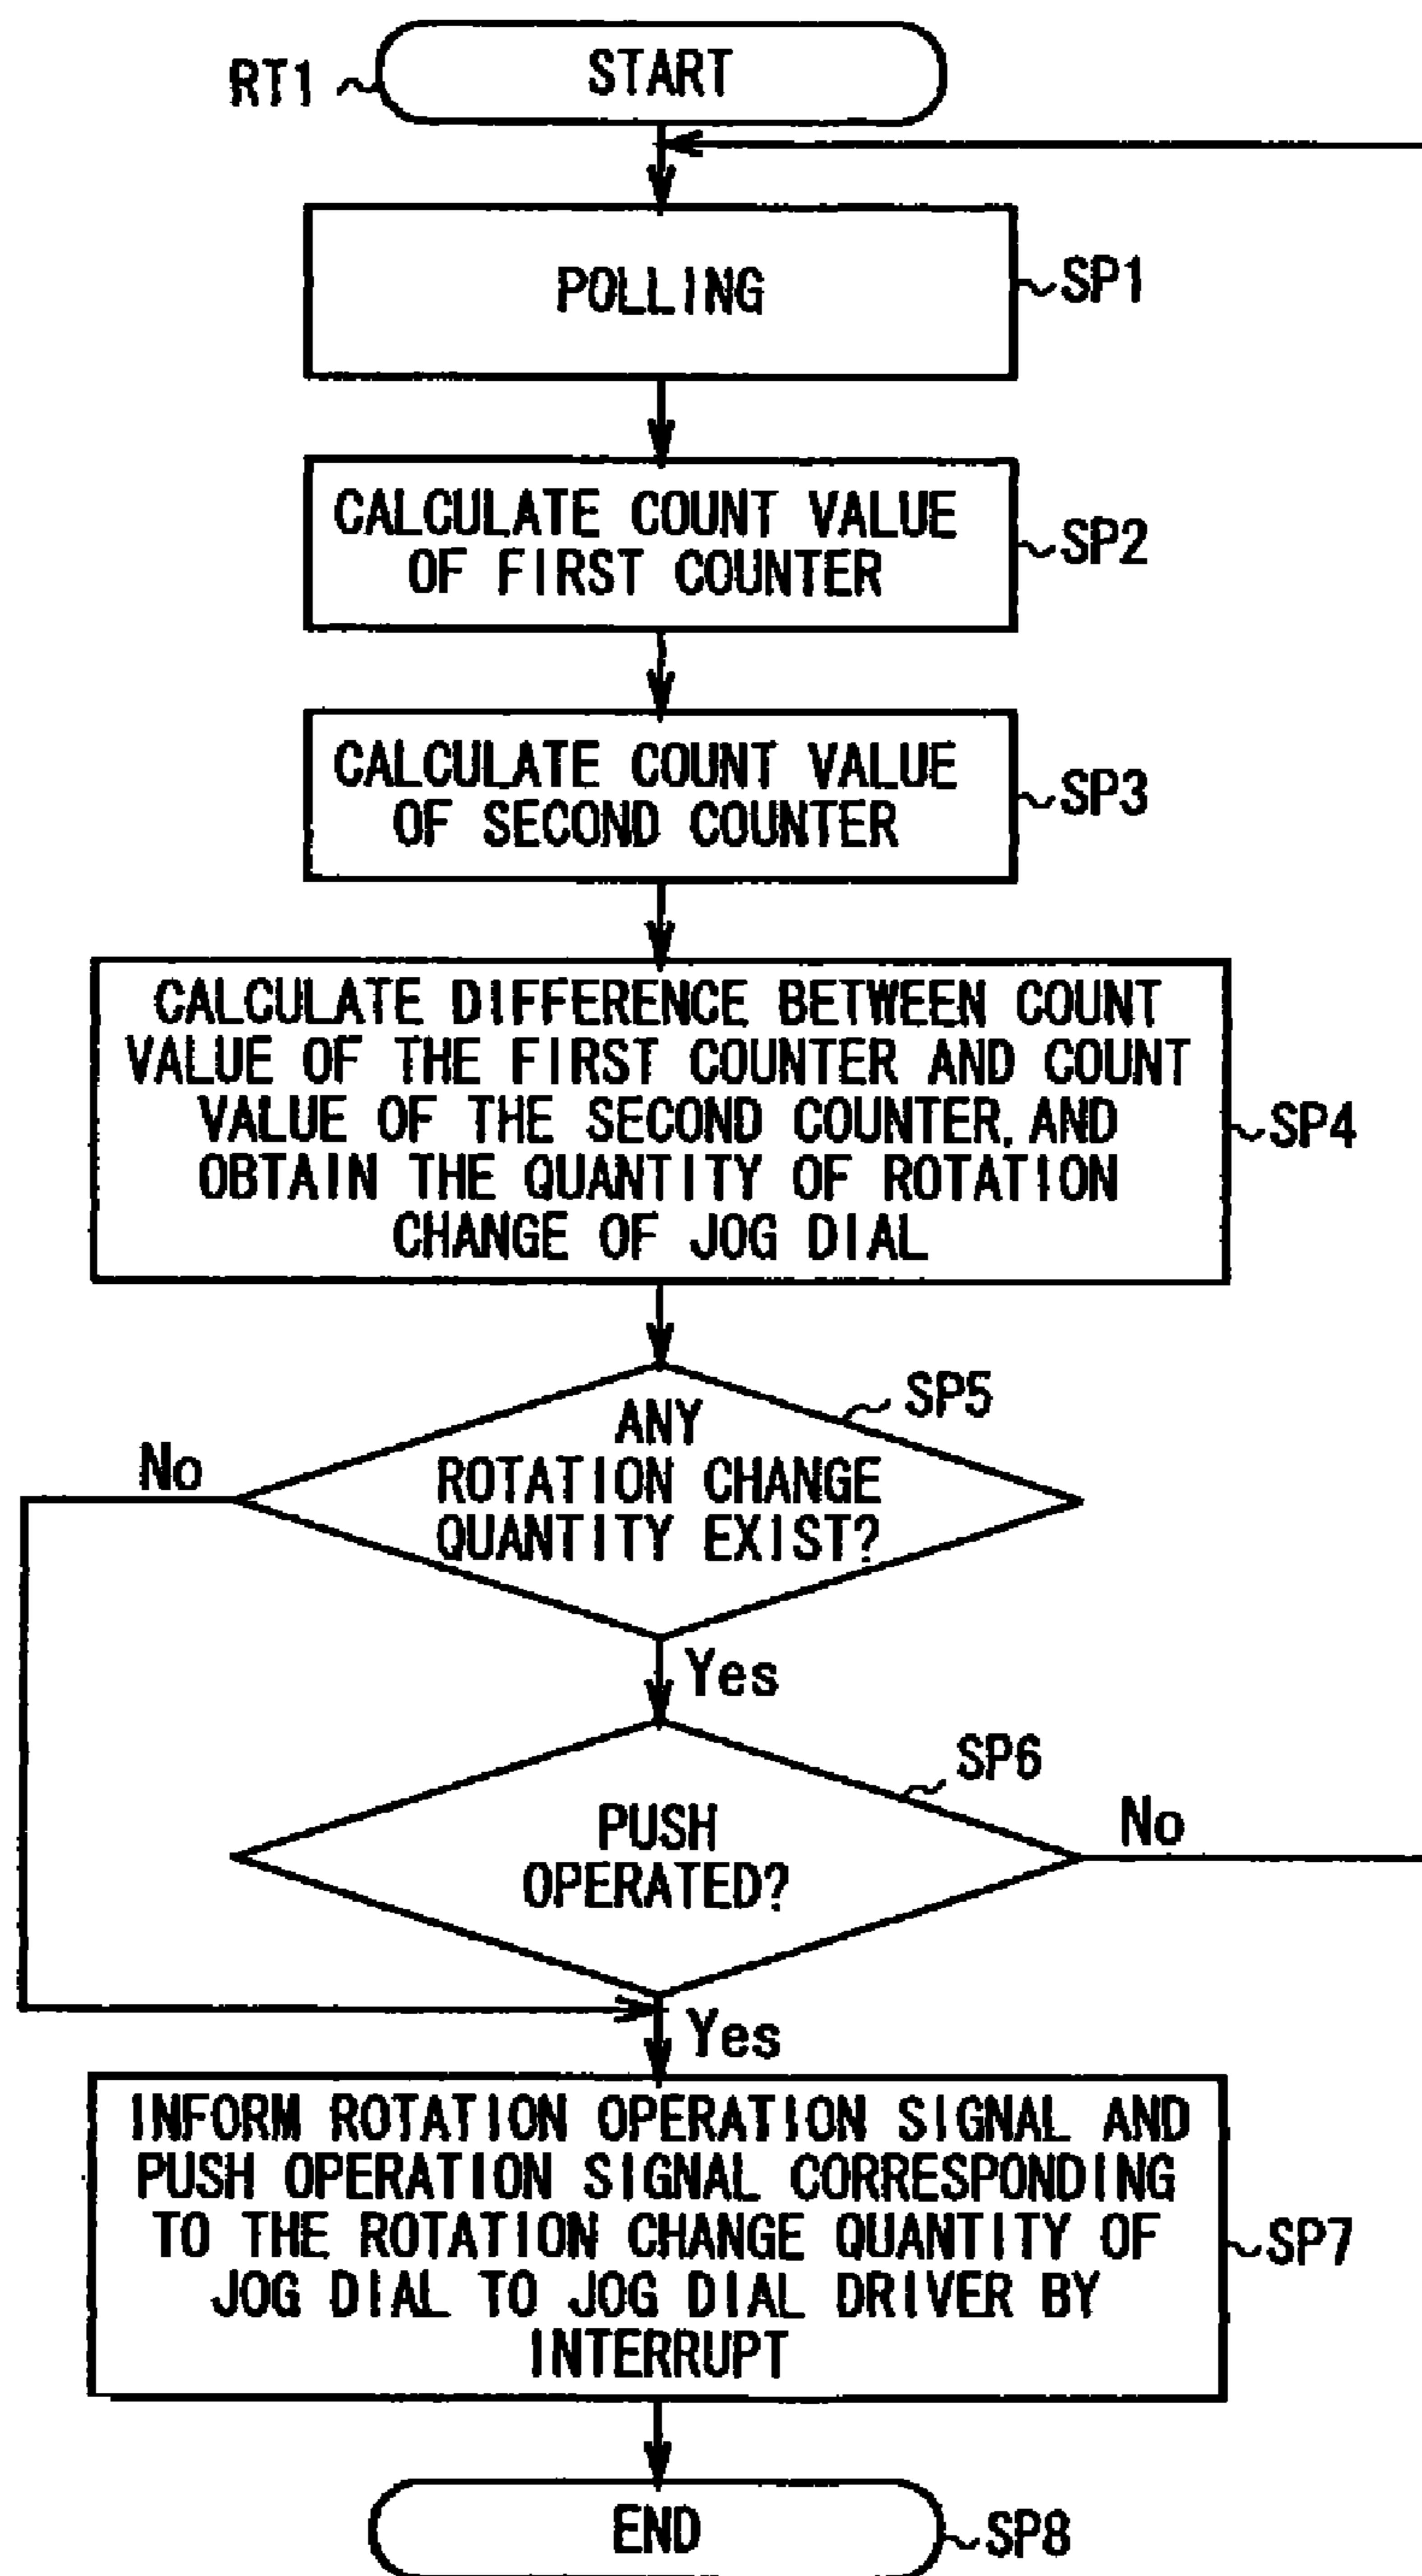 RT1
START
POLLING
SP1
CALCULATE COUNT VALUE
OF FIRST COUNTER
SP2
CALCULATE COUNT VALUE
OF SECOND COUNTER
SP3
CALCULATE DIFFERENCE BETWEEN COUNT
VALUE OF THE FIRST COUNTER AND COUNT
VALUE OF THE SECOND COUNTER. AND
OBTAIN THE QUANTITY OF ROTATION
CHANGE OF JOG DIAL
SP4
SP5
ANY
ROTATION CHANGE
QUANTITY EXIST?
No
Yes
SP6
PUSH
OPERATED?
No
Yes
INFORM ROTATION OPERATION SIGNAL AND
PUSH OPERATION SIGNAL CORRESPONDING
TO THE ROTATION CHANGE QUANTITY OF
JOG DIAL TO JOG DIAL DRIVER BY
INTERRUPT
SP7
END
SP8